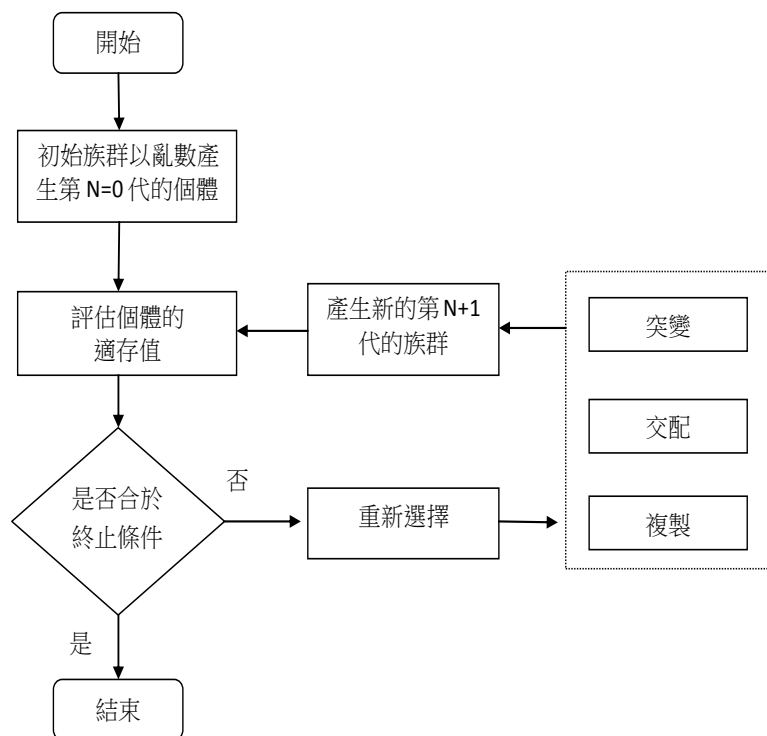 開始
初始族群以亂數產
生第 N=0 代的個體
評估個體的
適存值
產生新的第 N+1
代的族群
突變
交配
複製
是否合於
終止條件
否
重新選擇
是
結束